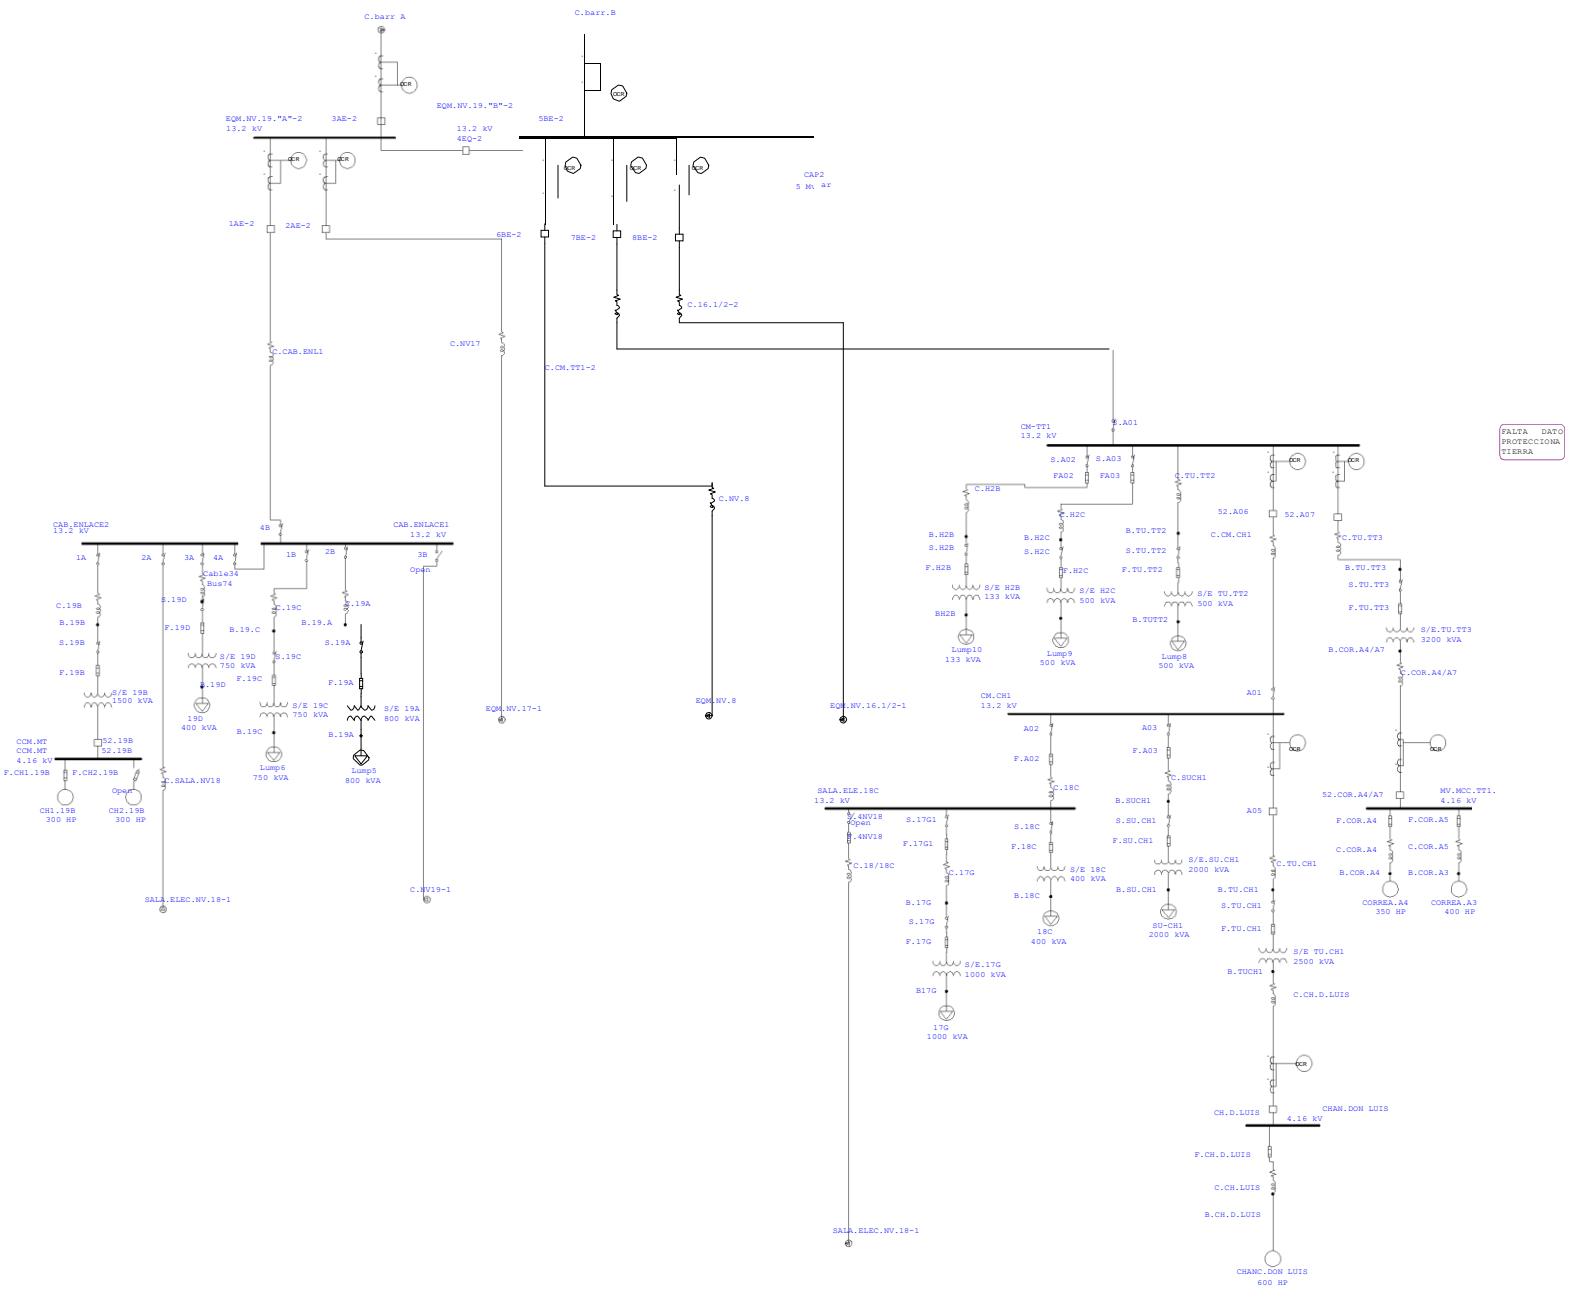 C.barr A
C.barr.B
OCR
OCR
EQM.NV.19."B"-2
EQM.NV.19."A"-2
3AE-2
13.2 kV
5BE-2
13.2 kV
4EQ-2
OCR
OCR
OCR
OCR
OCR
CAP2
5 Mvar
1AE-2
2AE-2
6BE-2
7BE-2
8BE-2
C.16.1/2-2
C.CAB.ENL1
C.NV17
C.CM.TT1-2
S.A01
CM-TT1
13.2 kV
FALTA DATO
PROTECCIONA
TIERRA
S.A02
S.A03
OCR
OCR
FA02
FA03
C.TU.TT2
C.H2B
C.NV.8
C.H2C
52.A06
52.A07
CAB.ENLACE2
13.2 kV
4B
CAB.ENLACE1
13.2 kV
B.H2B
B.H2C
B.TU.TT2
C.CM.CH1
C.TU.TT3
S.H2B
S.H2C
S.TU.TT2
1A
2A
3A
4A
1B
2B
3B
Open
Cable34
Bus74
F.H2B
F.H2C
F.TU.TT2
B.TU.TT3
S.TU.TT3
S/E H2B
133 kVA
S/E H2C
500 kVA
S/E TU.TT2
500 kVA
C.19B
S.19D
C.19C
C.19A
F.TU.TT3
B.19B
F.19D
B.19.C
B.19.A
BH2B
BTUTT2
S/E.TU.TT3
3200 kVA
S.19B
S.19C
S.19A
Lump10
133 kVA
Lump9
500 kVA
Lump8
500 kVA
B.COR.A4/A7
S/E 19D
750 kVA
F.19B
B.19D
F.19C
F.19A
C.COR.A4/A7
S/E 19B
1500 kVA
S/E 19C
750 kVA
S/E 19A
800 kVA
EQM.NV.17-1
EQM.NV.8
EQM.NV.16.1/2-1
CM.CH1
13.2 kV
A01
19D
400 kVA
B.19C
B.19A
A02
A03
OCR
OCR
CCM.MT
CCM.MT
4.16 kV
52.19B
52.19B
F.A02
F.A03
F.CH1.19B
F.CH2.19B
Open
C.SALA.NV18
Lump6
750 kVA
Lump5
800 kVA
C.18C
C.SUCH1
SALA.ELE.18C
13.2 kV
B.SUCH1
52.COR.A4/A7
MV.MCC.TT1.
4.16 kV
CH1.19B
300 HP
CH2.19B
300 HP
S.4NV18
Open
F.4NV18
S.17G1
S.18C
S.SU.CH1
A05
F.COR.A4
F.COR.A5
F.17G1
F.18C
F.SU.CH1
C.COR.A4
C.COR.A5
C.18/18C
C.17G
S/E 18C
400 kVA
S/E.SU.CH1
2000 kVA
C.TU.CH1
B.COR.A4
B.COR.A3
SALA.ELEC.NV.18-1
C.NV19-1
B.17G
B.18C
B.SU.CH1
B.TU.CH1
CORREA.A4
350 HP
CORREA.A3
400 HP
S.17G
S.TU.CH1
F.17G
18C
400 kVA
SU-CH1
2000 kVA
F.TU.CH1
S/E.17G
1000 kVA
S/E TU.CH1
2500 kVA
B.TUCH1
B17G
C.CH.D.LUIS
17G
1000 kVA
OCR
CH.D.LUIS
CHAN.DON LUIS
4.16 kV
F.CH.D.LUIS
C.CH.LUIS
B.CH.D.LUIS
SALA.ELEC.NV.18-1
CHANC.DON LUIS
600 HP